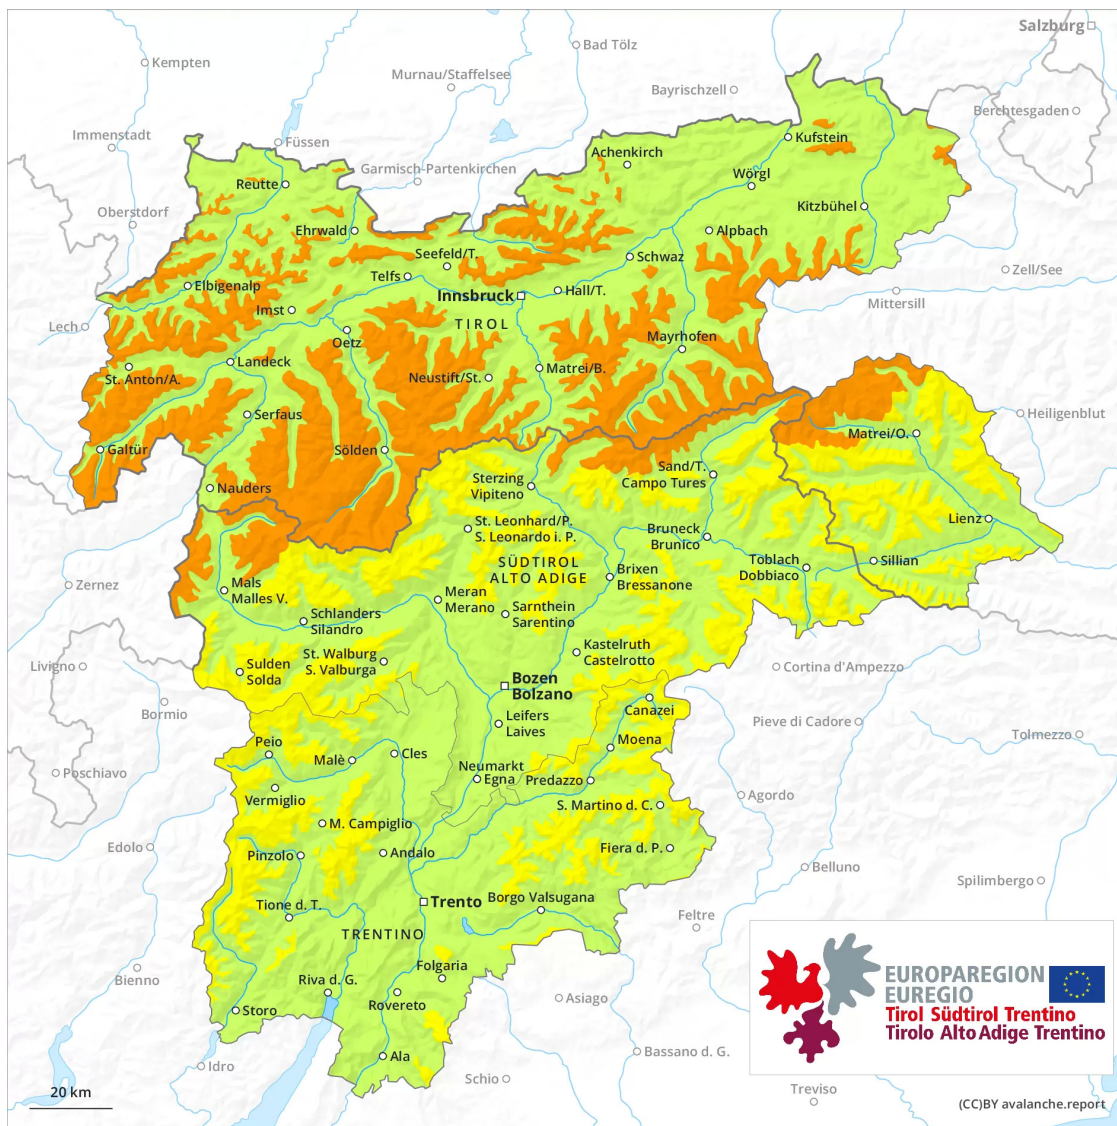 Salzburg
Bad Tölz
Kempten
Murnau/Staffelsee
Bayrischzell
Berchtesgaden
Immenstadt
Füssen
Kufstein
Achenkirch
Garmisch-Partenkirchen
Wörgl
Reutte
Oberstdorf
Kitzbühel
Ehrwald
Alpbach
Seefeld/T.
Schwaz
Zell/See
Telfs
Elbigenalp
Hall/T.
Innsbruck
Mittersill
Imst
TIROL
Lech
Oetz
Mayrhofen
Landeck
Matrei/B.
St. Anton/A.
Neustift/St.
Serfaus
Heiligenblut
Matrei/O.
Galtür
Sölden
Sand/T.
Campo Tures
Sterzing
Vipiteno
Nauders
Lienz
St. Leonhard/P.
S. Leonardo i. P.
Bruneck
Brunico
SÜDTIROL
ALTO ADIGE
Toblach
Dobbiaco
Sillian
Zernez
Mals
Malles V.
Brixen
Bressanone
Meran
Merano
Sarnthein
Sarentino
Schlanders
Silandro
Kastelruth
Castelrotto
St. Walburg
S. Valburga
Livigno
Sulden
Solda
Cortina d'Ampezzo
Bozen
Bolzano
Bormio
Canazei
Leifers
Laives
Pieve di Cadore
Tolmezzo
Peio
Moena
Cles
Malè
Poschiavo
Neumarkt
Egna
Predazzo
Vermiglio
Agordo
S. Martino d. C.
M. Campiglio
Edolo
Fiera d. P.
Pinzolo
Andalo
Belluno
Spilimbergo
Borgo Valsugana
Trento
Tione d. T.
Feltre
TRENTINO
Bienno
Folgaria
Riva d. G.
Rovereto
Asiago
Storo
EUROPAREGION
EUREGIO
Tirol Südtirol Trentino
Tirolo Alto Adige Trentino
Ala
Bassano d. G.
Idro
Schio
Treviso
20 km
(CC)BY avalanche.report